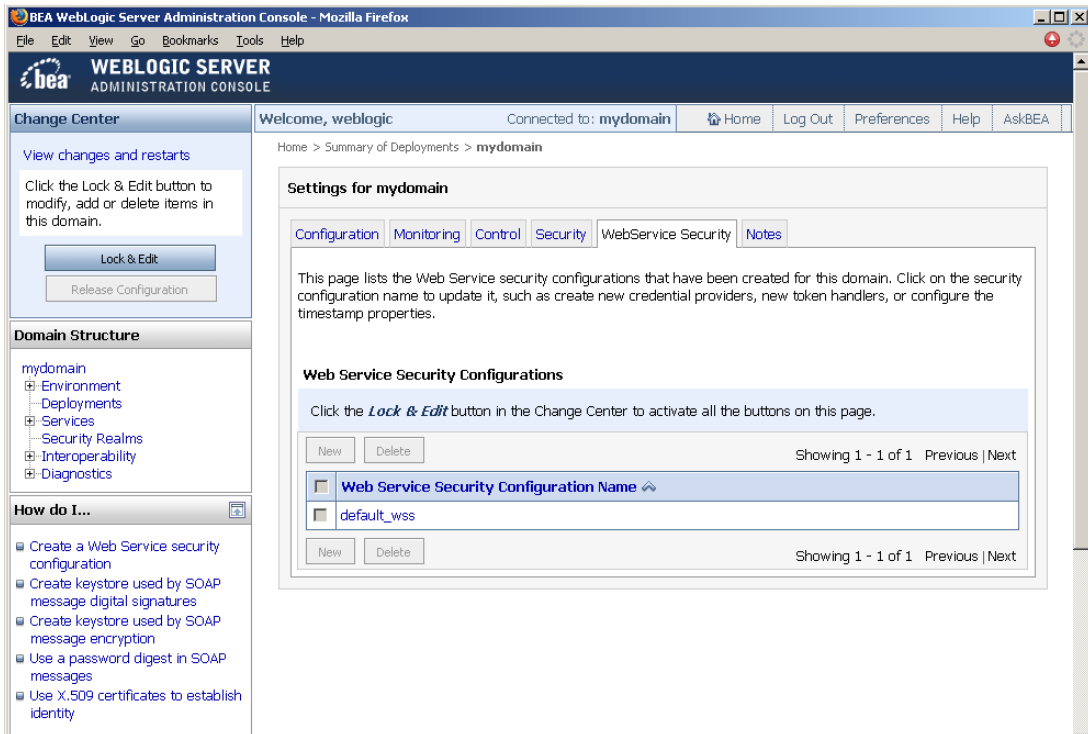 BEA WebLogic Server Administration Console - Mozilla Firefox
File Edit View Go Bookmarks Tools Help
bea WEBLOGIC SERVER
ADMINISTRATION CONSOLE
Change Center
View changes and restarts
Click the Lock & Edit button to
modify, add or delete items in
this domain.
Lock & Edit
Release Configuration
Domain Structure
mydomain
Environment
Deployments
Services
Security Realms
Interoperability
Diagnostics
How do I...
Create a Web Service security
configuration
Create keystore used by SOAP
message digital signatures
Create keystore used by SOAP
message encryption
Use a password digest in SOAP
messages
Use X.509 certificates to establish
identity
Welcome, weblogic Connected to: mydomain Home Log Out Preferences Help AskBEA
Home > Summary of Deployments > mydomain
Settings for mydomain
Configuration Monitoring Control Security WebService Security Notes
This page lists the Web Service security configurations that have been created for this domain. Click on the security
configuration name to update it, such as create new credential providers, new token handlers, or configure the
timestamp properties.
Web Service Security Configurations
Click the Lock & Edit button in the Change Center to activate all the buttons on this page.
New Delete Showing 1 - 1 of 1 Previous | Next
Web Service Security Configuration Name
default_wss
New Delete Showing 1 - 1 of 1 Previous | Next